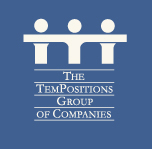 The
TemPositions
Group
of Companies